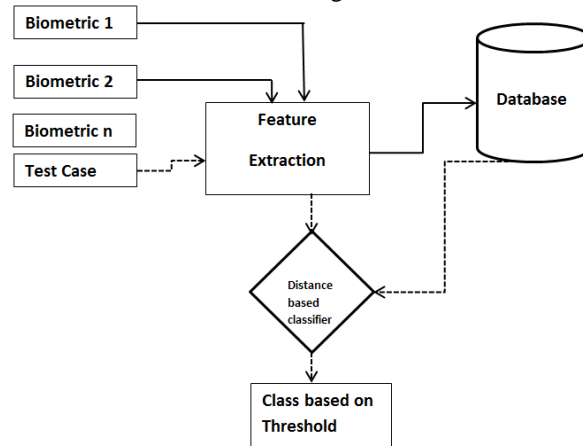 Biometric 1
Biometric 2
Biometric n
Test Case
Feature
Extraction
Database
Distance
based
classifier
Class based on
Threshold